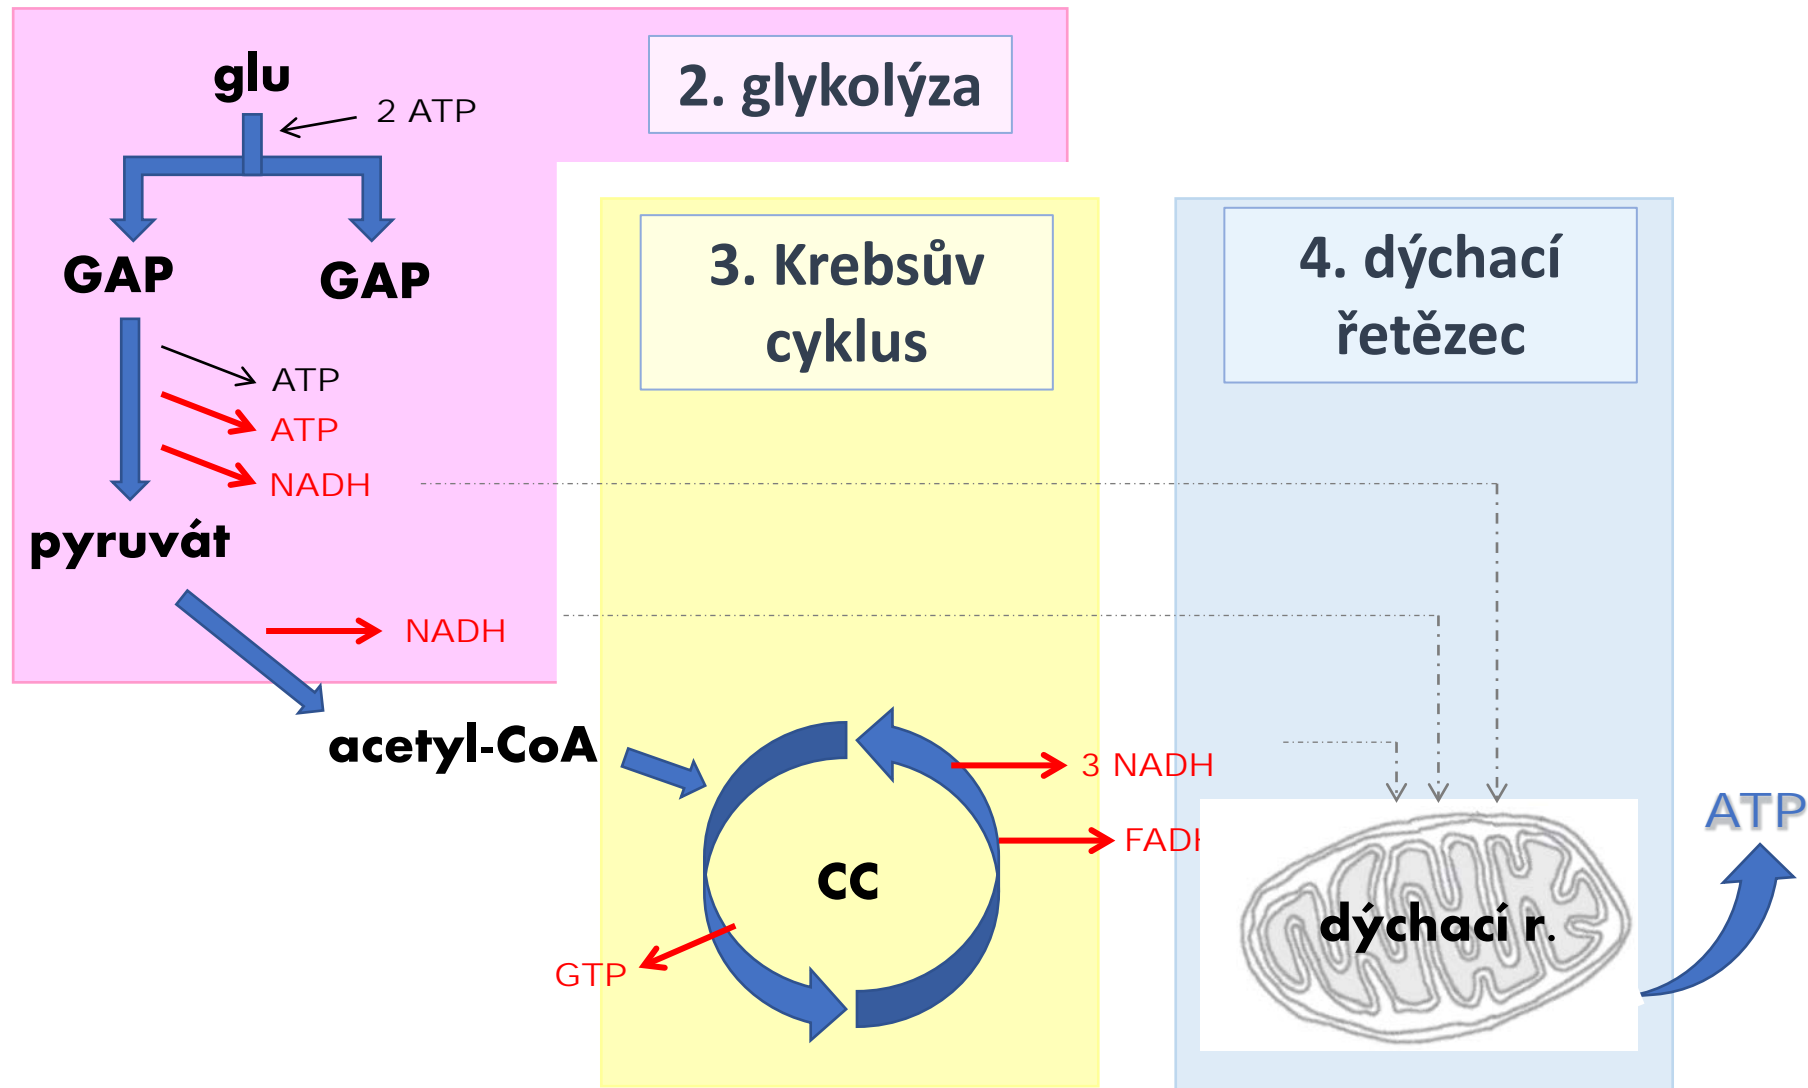 glu
2. glykolýza
2 ATP
GAP
GAP
3. Krebsův
cyklus
4. dýchací
řetězec
ATP
ATP
NADH
pyruvát
NADH
acetyl-CoA
3 NADH
FADH
ATP
CC
dýchací r.
GTP